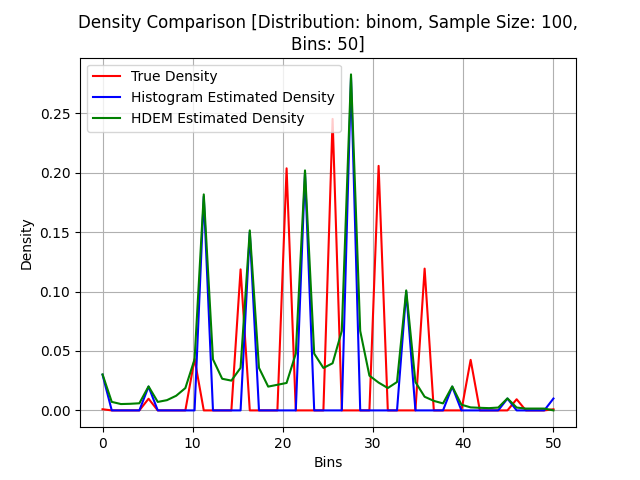 Density Comparison [Distribution: binom, Sample Size: 100,
Bins: 50]
True Density
Histogram Estimated Density
HDEM Estimated Density
Density
0.25
0.20
0.15
0.10
0.05
0.00
0 10 20 30 40 50
Bins